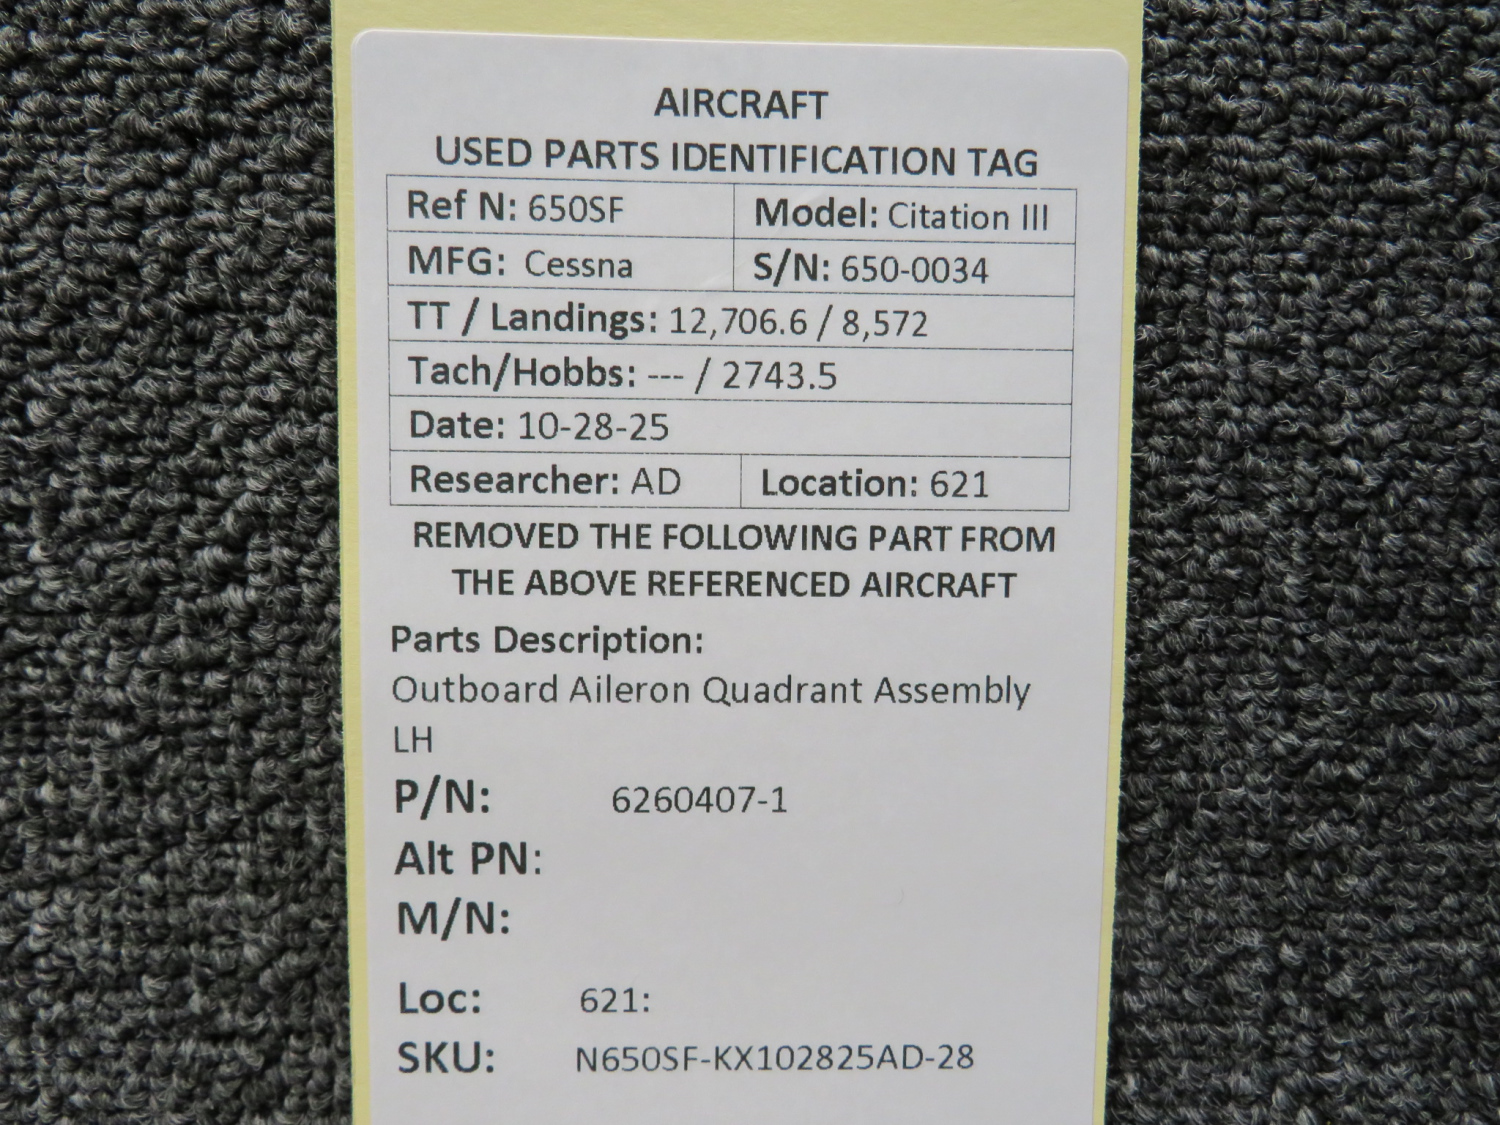 AIRCRAFT
USED PARTS IDENTIFICATION TAG
Ref N: 650SF Model: Citation III
MFG: Cessna S/N: 650-0034
TT / Landings: 12,706.6 / 8,572
Tach/Hobbs: --- / 2743.5
Date: 10-28-25
Researcher: AD Location: 621
REMOVED THE FOLLOWING PART FROM
THE ABOVE REFERENCED AIRCRAFT
Parts Description:
Outboard Aileron Quadrant Assembly
LH
P/N: 6260407-1
Alt PN:
M/N:
Loc: 621:
SKU: N650SF-KX102825AD-28